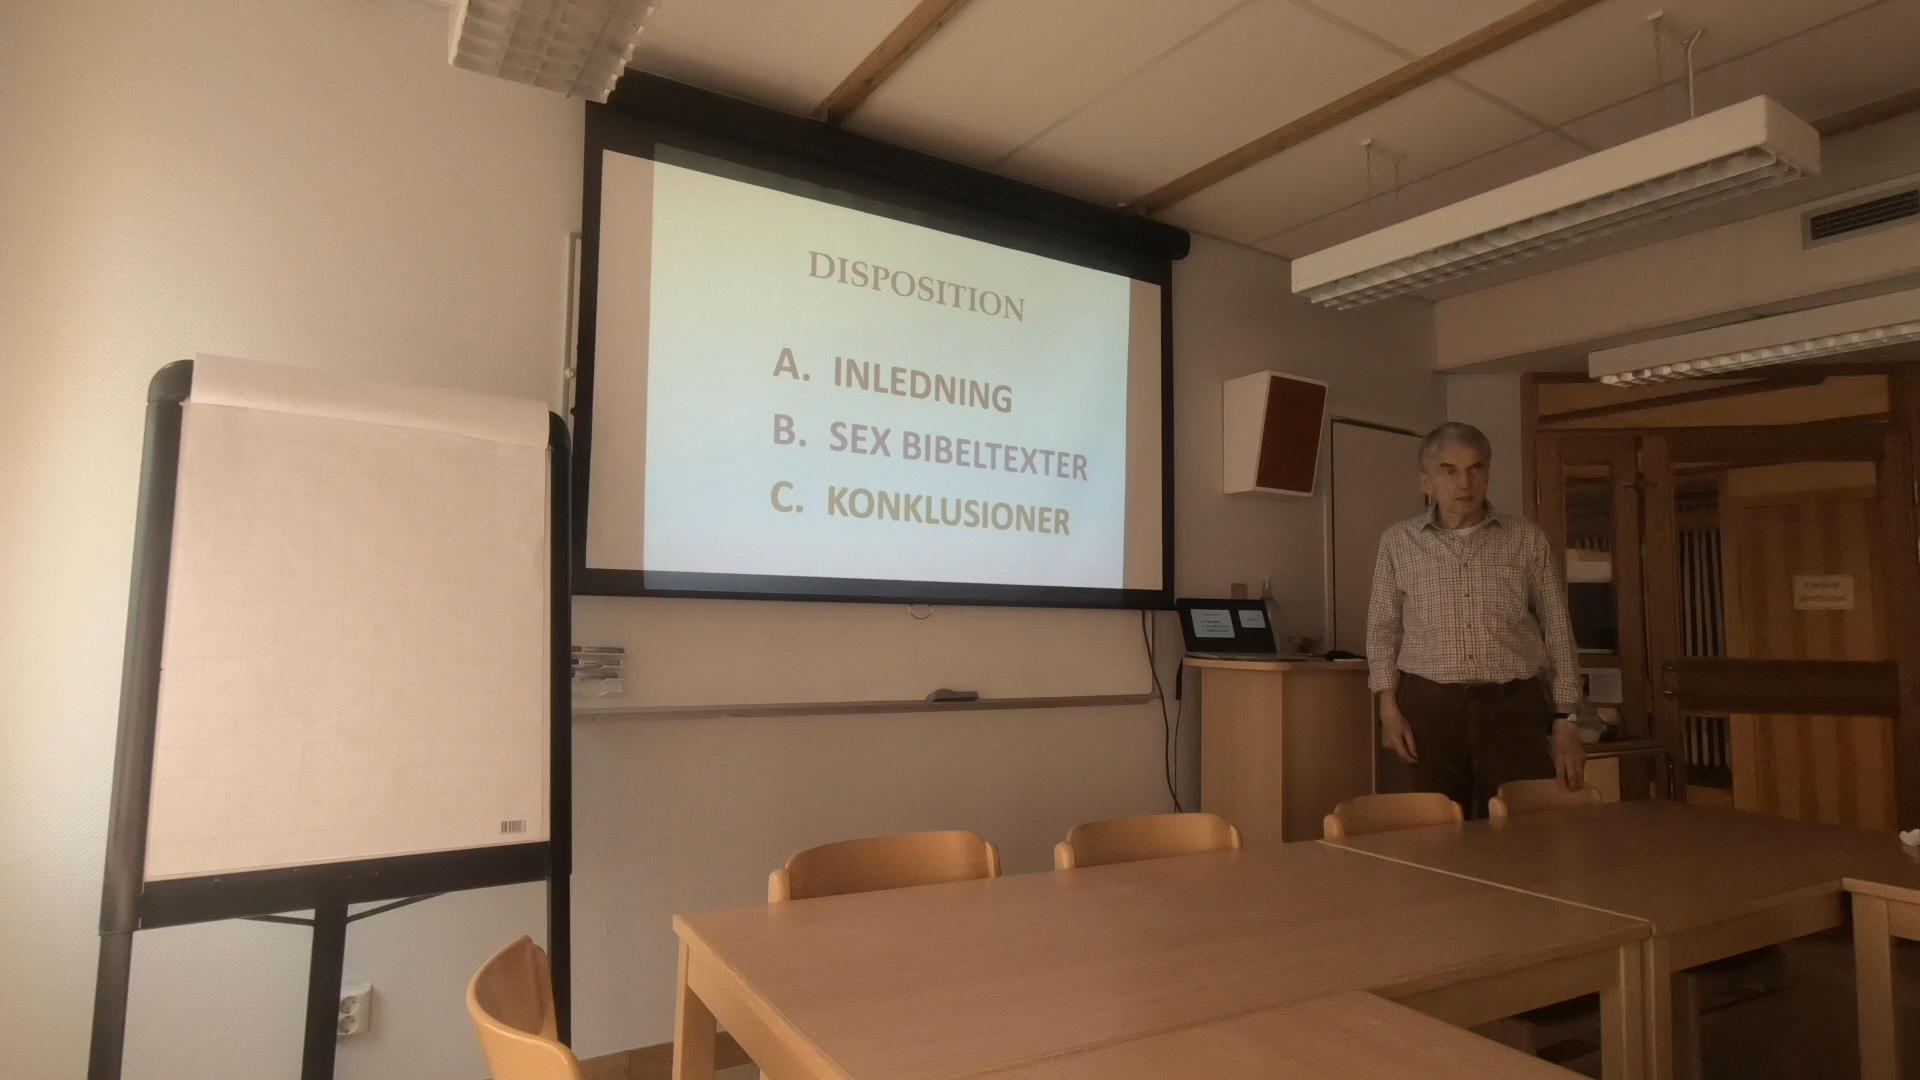 DISPOSITION
A. INLEDNING
B. SEX BIBELTEXTER
C. KONKLUSIONER